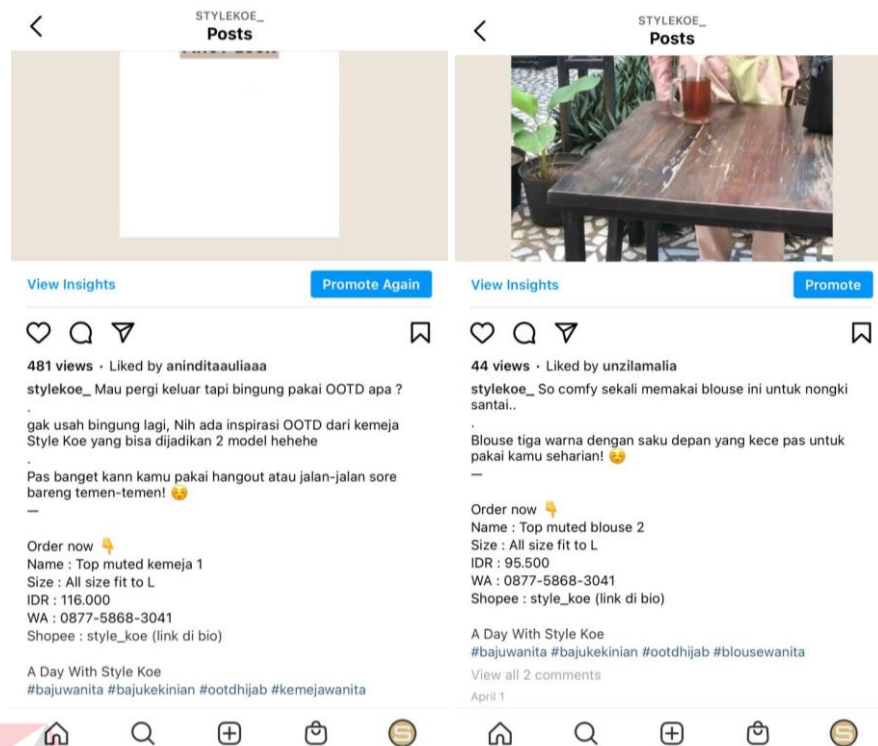 STYLEKOE_
Posts
View Insights
Promote Again
481 views · Liked by aninditaauliaaa
stylekoe_ Mau pergi keluar tapi bingung pakai OOTD apa ?
.
gak usah bingung lagi, Nih ada inspirasi OOTD dari kemeja
Style Koe yang bisa dijadikan 2 model hehehe
.
Pas banget kann kamu pakai hangout atau jalan-jalan sore
bareng temen-temen! ☺️
—
Order now 👇
Name : Top muted kemeja 1
Size : All size fit to L
IDR : 116.000
WA : 0877-5868-3041
Shopee : style_koe (link di bio)
A Day With Style Koe
#bajuwanita #bajukekinian #ootdhijab #kemejawanita
STYLEKOE_
Posts
View Insights
Promote
44 views · Liked by unzilamalia
stylekoe_ So comfy sekali memakai blouse ini untuk nongki
santai..
.
Blouse tiga warna dengan saku depan yang kece pas untuk
pakai kamu seharian! ☺️
—
Order now 👇
Name : Top muted blouse 2
Size : All size fit to L
IDR : 95.500
WA : 0877-5868-3041
Shopee : style_koe (link di bio)
A Day With Style Koe
#bajuwanita #bajukekinian #ootdhijab #blousewanita
View all 2 comments
April 1